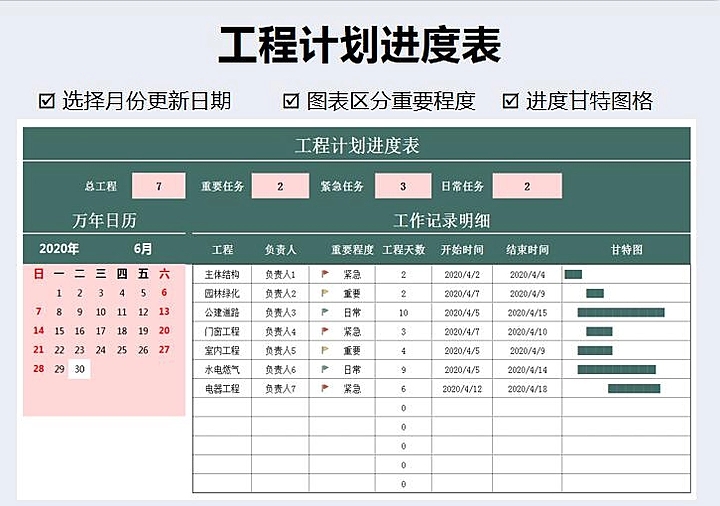 工程计划进度表
☑ 选择月份更新日期 ☑ 图表区分重要程度 ☑ 进度甘特图格
工程计划进度表
总工程 7 重要任务 2 紧急任务 3 日常任务 2
万年日历
2020年 6月
日 一 二 三 四 五 六
1 2 3 4 5 6
7 8 9 10 11 12 13
14 15 16 17 18 19 20
21 22 23 24 25 26 27
28 29 30
工作记录明细
工程 负责人 重要程度 工程天数 开始时间 结束时间 甘特图
主体结构 负责人1 紧急 2 2020/4/2 2020/4/4
园林绿化 负责人2 重要 2 2020/4/7 2020/4/9
公建道路 负责人3 日常 10 2020/4/5 2020/4/15
门窗工程 负责人4 紧急 3 2020/4/7 2020/4/10
室内工程 负责人5 重要 4 2020/4/5 2020/4/9
水电燃气 负责人6 日常 9 2020/4/5 2020/4/14
电器工程 负责人7 紧急 6 2020/4/12 2020/4/18
0
0
0
0
0